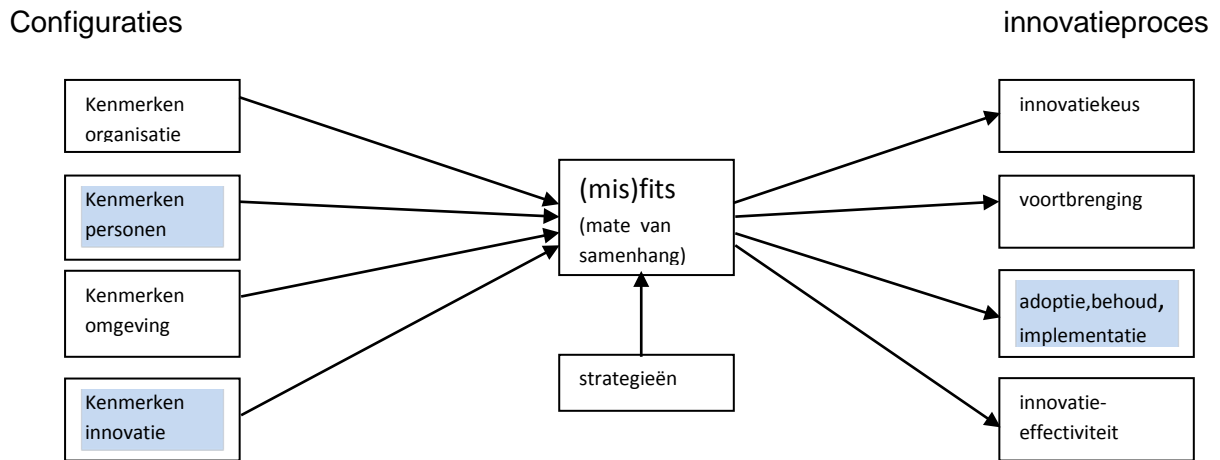 Configuraties
innovatieproces
Kenmerken
organisatie
Kenmerken
personen
Kenmerken
omgeving
Kenmerken
innovatie
(mis)fits
(mate van
samenhang)
strategieën
innovatiekeus
voortbrenging
adoptie,behoud,
implementatie
innovatie-
effectiviteit